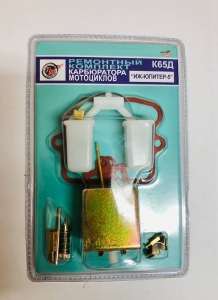 РЕМОНТНЫЙ К65Д
КОМПЛЕКТ
КАРБЮРАТОРА "ИЖ-ЮПИТЕР-5"
МОТОЦИКЛОВ